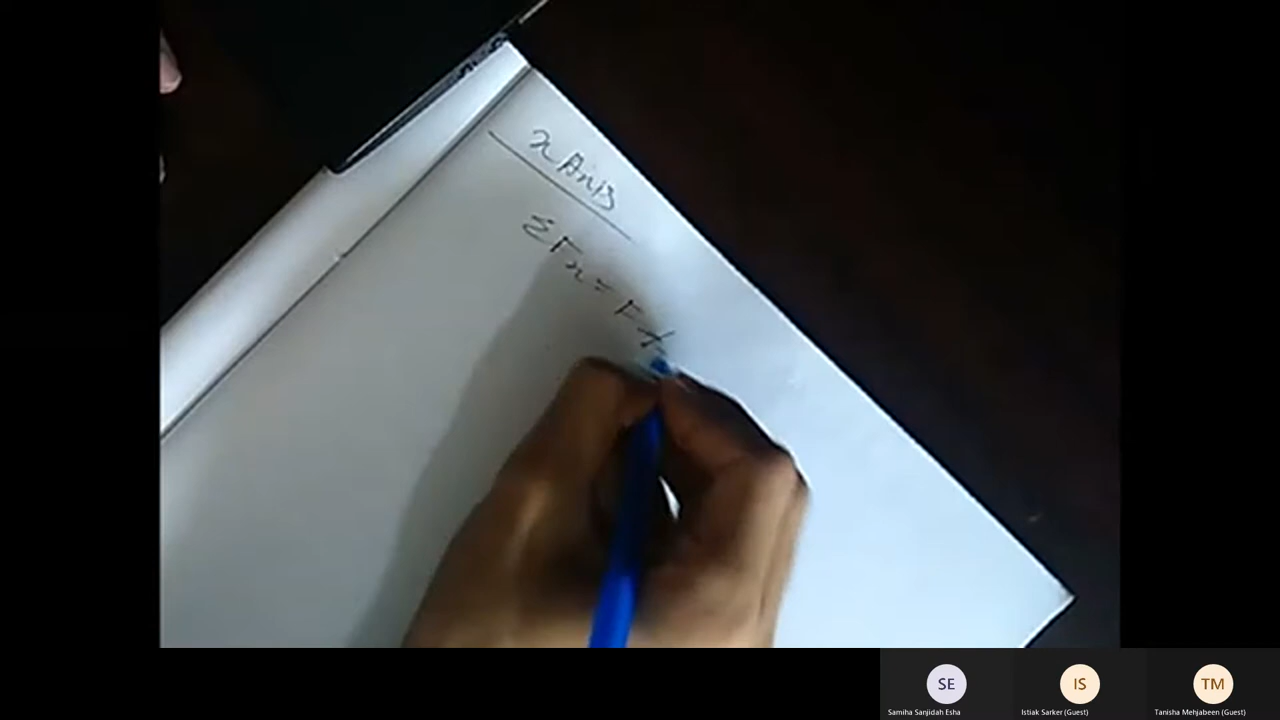 x Axis
ΣFx = F
SE
IS
TM
Samiha Sanjidah Esha
Istiak Sarker (Guest)
Tanisha Mehjabeen (Guest)